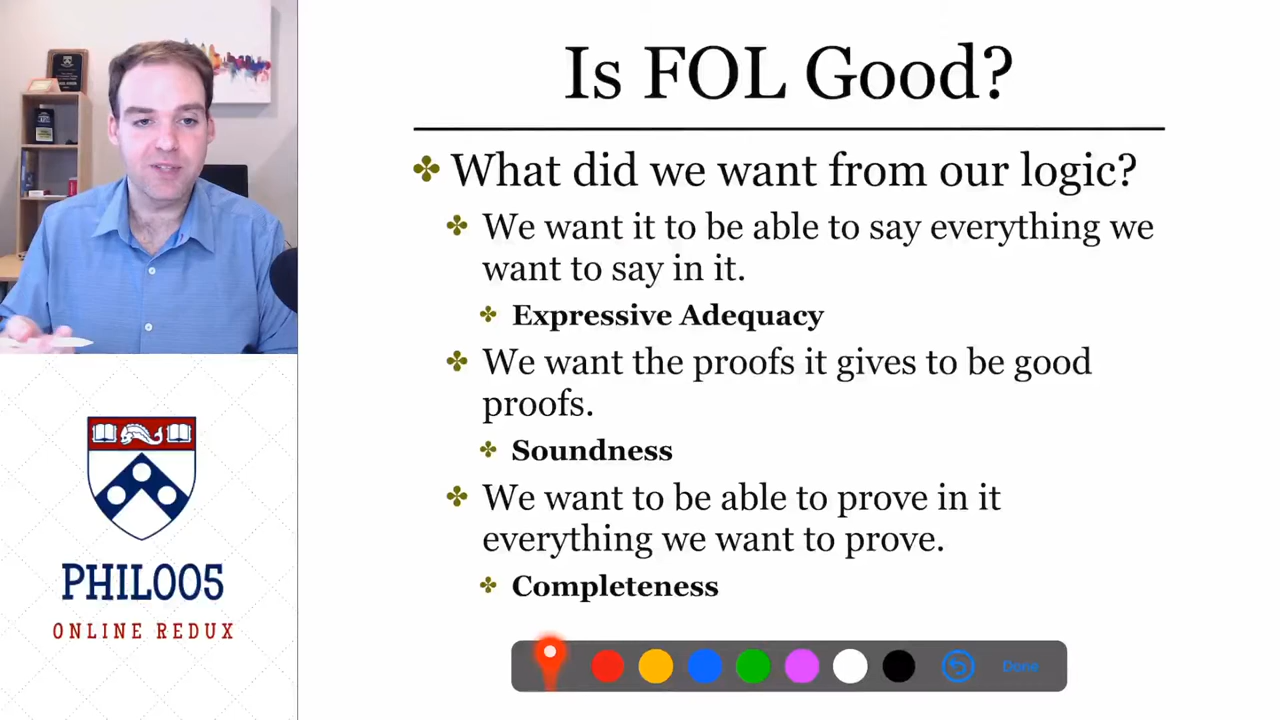 Is FOL Good?
What did we want from our logic?
We want it to be able to say everything we
want to say in it.
Expressive Adequacy
We want the proofs it gives to be good
proofs.
Soundness
We want to be able to prove in it
everything we want to prove.
Completeness
PHIL005
ONLINE REDUX
Done